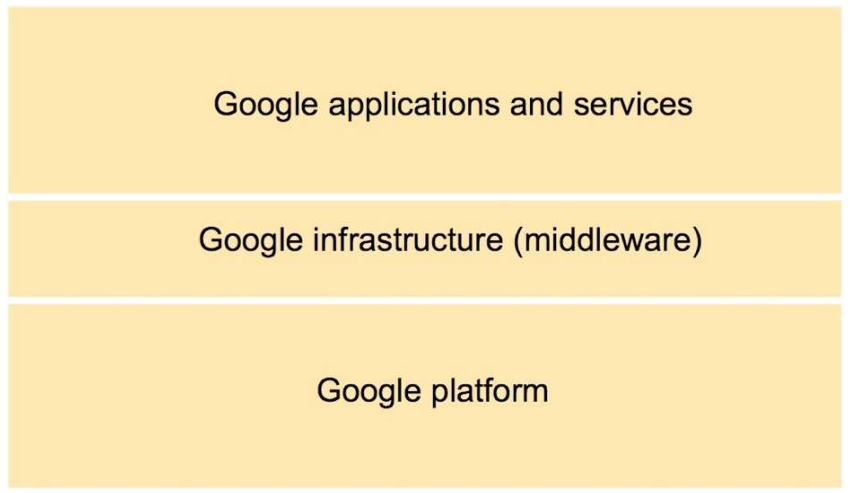 Google applications and services
Google infrastructure (middleware)
Google platform